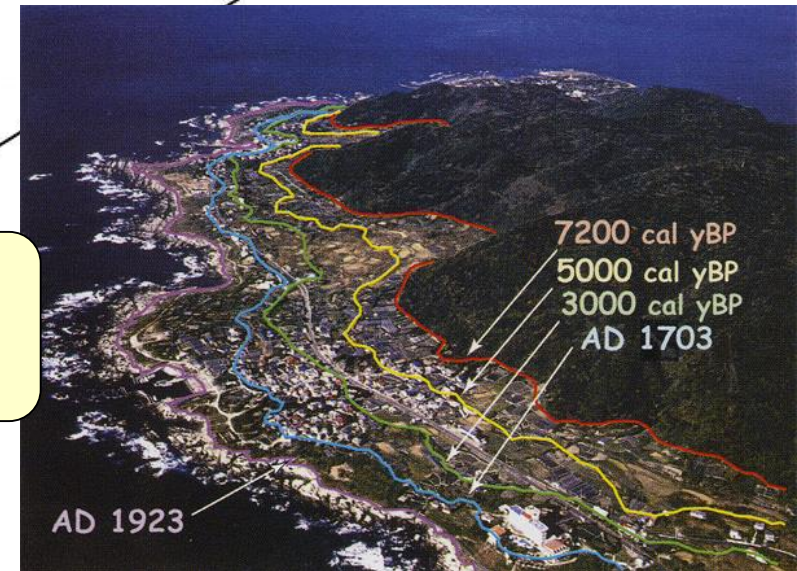 7200 cal yBP
5000 cal yBP
3000 cal yBP
AD 1703
AD 1923